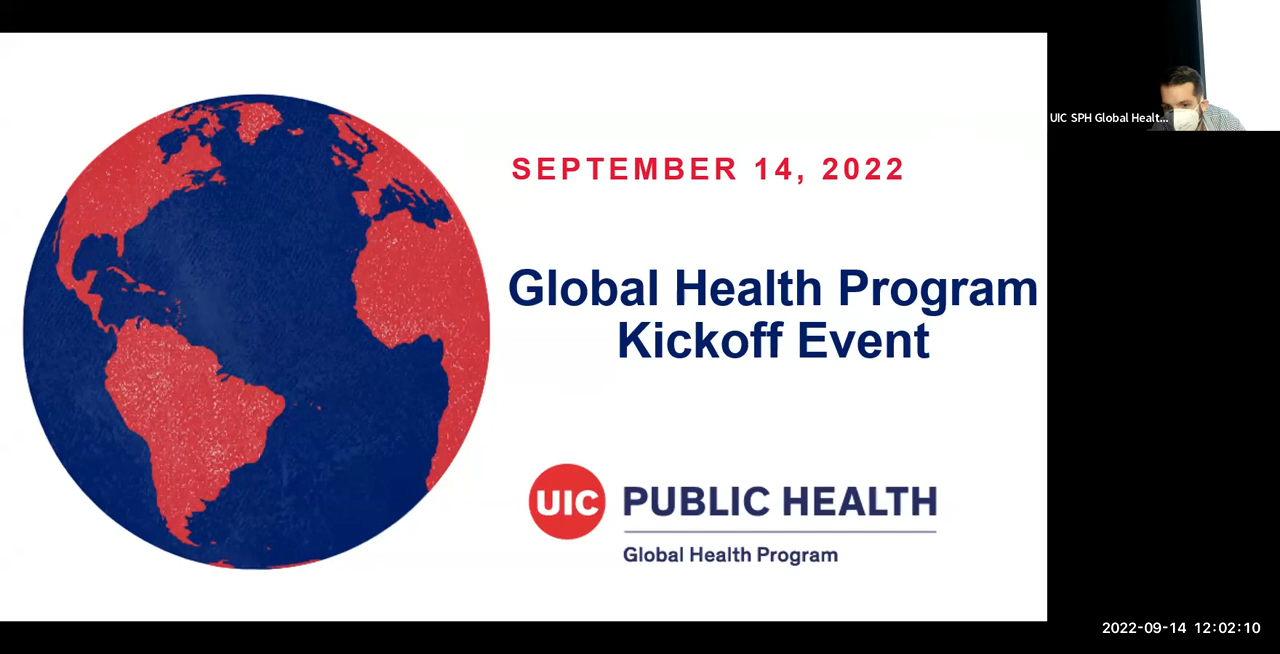 SEPTEMBER 14, 2022
Global Health Program
Kickoff Event
UIC PUBLIC HEALTH
Global Health Program
UIC SPH Global Healt...
2022-09-14 12:02:10